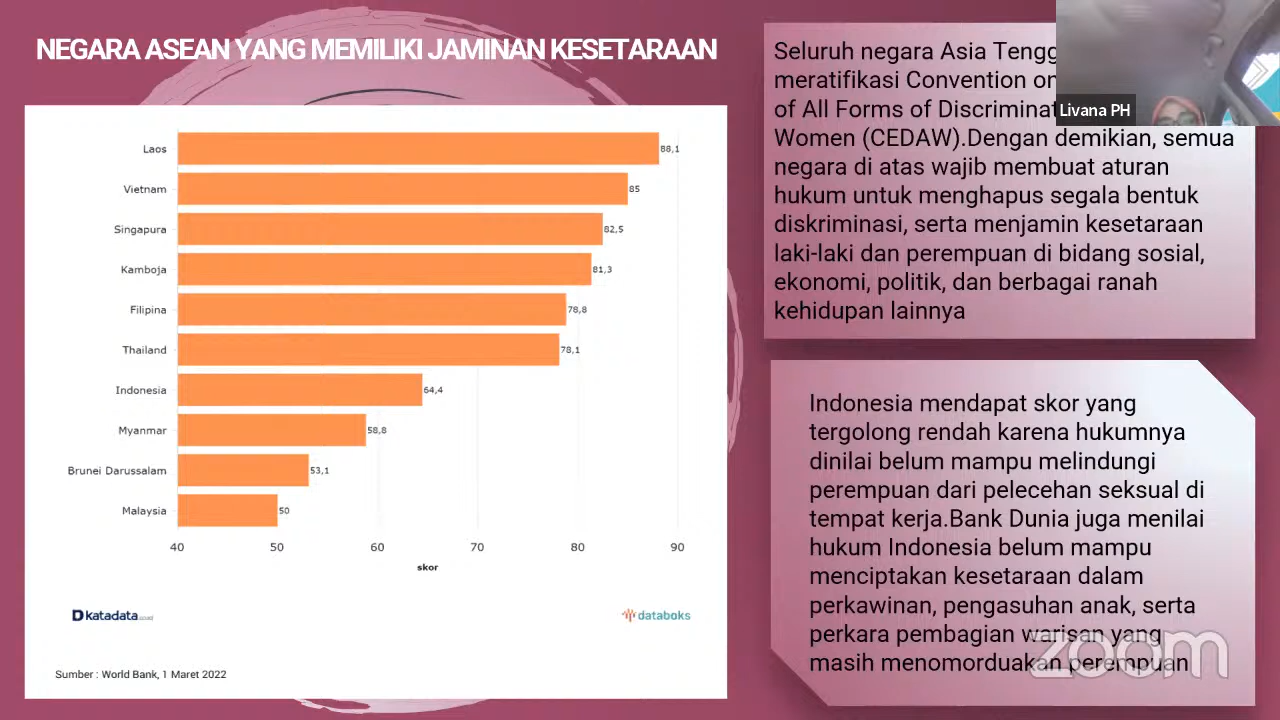 NEGARA ASEAN YANG MEMILIKI JAMINAN KESETARAAN
Laos 88,1
Vietnam 85
Singapura 82,5
Kamboja 81,3
Filipina 78,8
Thailand 78,1
Indonesia 64,4
Myanmar 58,8
Brunei Darussalam 53,1
Malaysia 50
40 50 60 70 80 90
skor
katadata
databoks
Sumber : World Bank, 1 Maret 2022
Seluruh negara Asia
meratifikasi Convention on
of All Forms of
Women (CEDAW).Dengan demikian, semua
negara di atas wajib membuat aturan
hukum untuk menghapus segala bentuk
diskriminasi, serta menjamin kesetaraan
laki-laki dan perempuan di bidang sosial,
ekonomi, politik, dan berbagai ranah
kehidupan lainnya
Livana PH
Indonesia mendapat skor yang
tergolong rendah karena hukumnya
dinilai belum mampu melindungi
perempuan dari pelecehan seksual di
tempat kerja.Bank Dunia juga menilai
hukum Indonesia belum mampu
menciptakan kesetaraan dalam
perkawinan, pengasuhan anak, serta
perkara pembagian warisan yang
masih menomorduakan perempuan
zoom